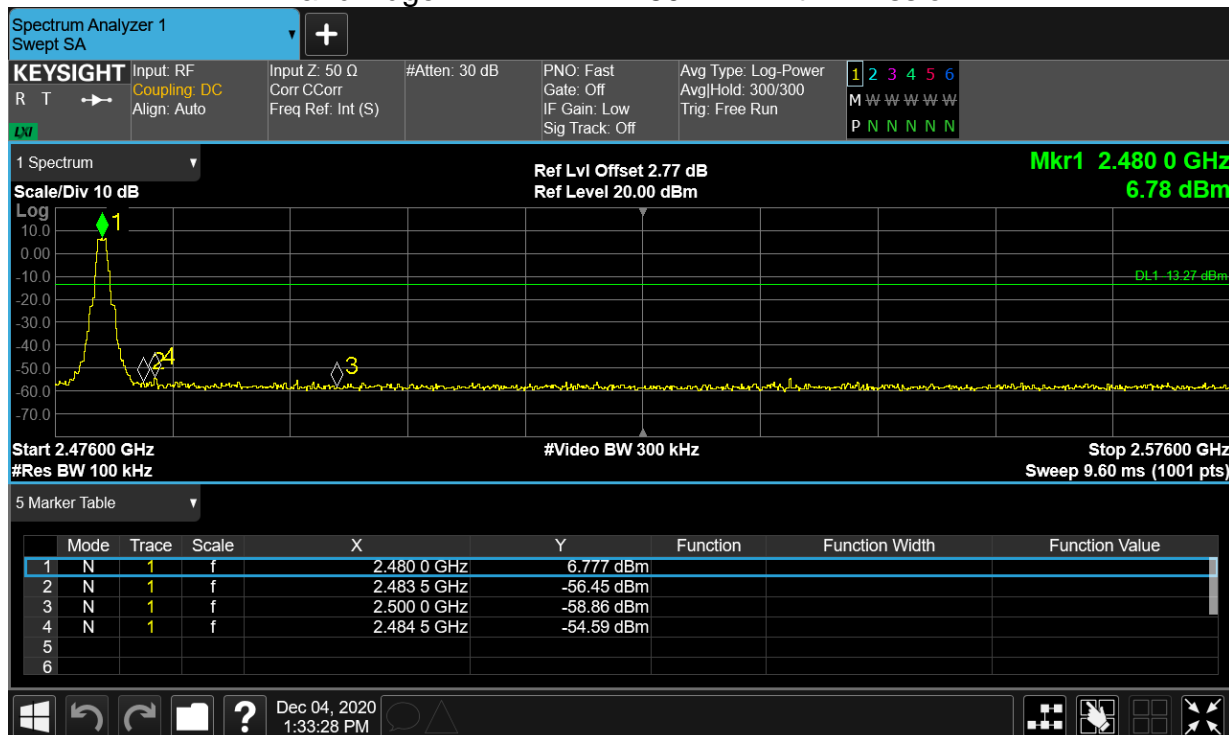 Spectrum Analyzer 1
Swept SA
+
KEYSIGHT Input: RF Input Z: 50 Ω #Atten: 30 dB PNO: Fast Avg Type: Log-Power 1 2 3 4 5 6
R T Coupling: DC Corr CCorr Gate: Off Avg|Hold: 300/300 M W W W W W
Align: Auto Freq Ref: Int (S) IF Gain: Low Trig: Free Run
LXI Sig Track: Off P N N N N N N
1 Spectrum Ref Lvl Offset 2.77 dB Mkr1 2.480 0 GHz
Scale/Div 10 dB Ref Level 20.00 dBm 6.78 dBm
Log
1
10.0
0.00
-10.0 DL1 -13.27 dBm
-20.0
-30.0
-40.0
2 4
-50.0 3
-60.0
-70.0
Start 2.47600 GHz #Video BW 300 kHz Stop 2.57600 GHz
#Res BW 100 kHz Sweep 9.60 ms (1001 pts)
5 Marker Table
Mode Trace Scale X Y Function Function Width Function Value
1 N 1 f 2.480 0 GHz 6.777 dBm
2 N 1 f 2.483 5 GHz -56.45 dBm
3 N 1 f 2.500 0 GHz -58.86 dBm
4 N 1 f 2.484 5 GHz -54.59 dBm
5
6
? Dec 04, 2020
1:33:28 PM